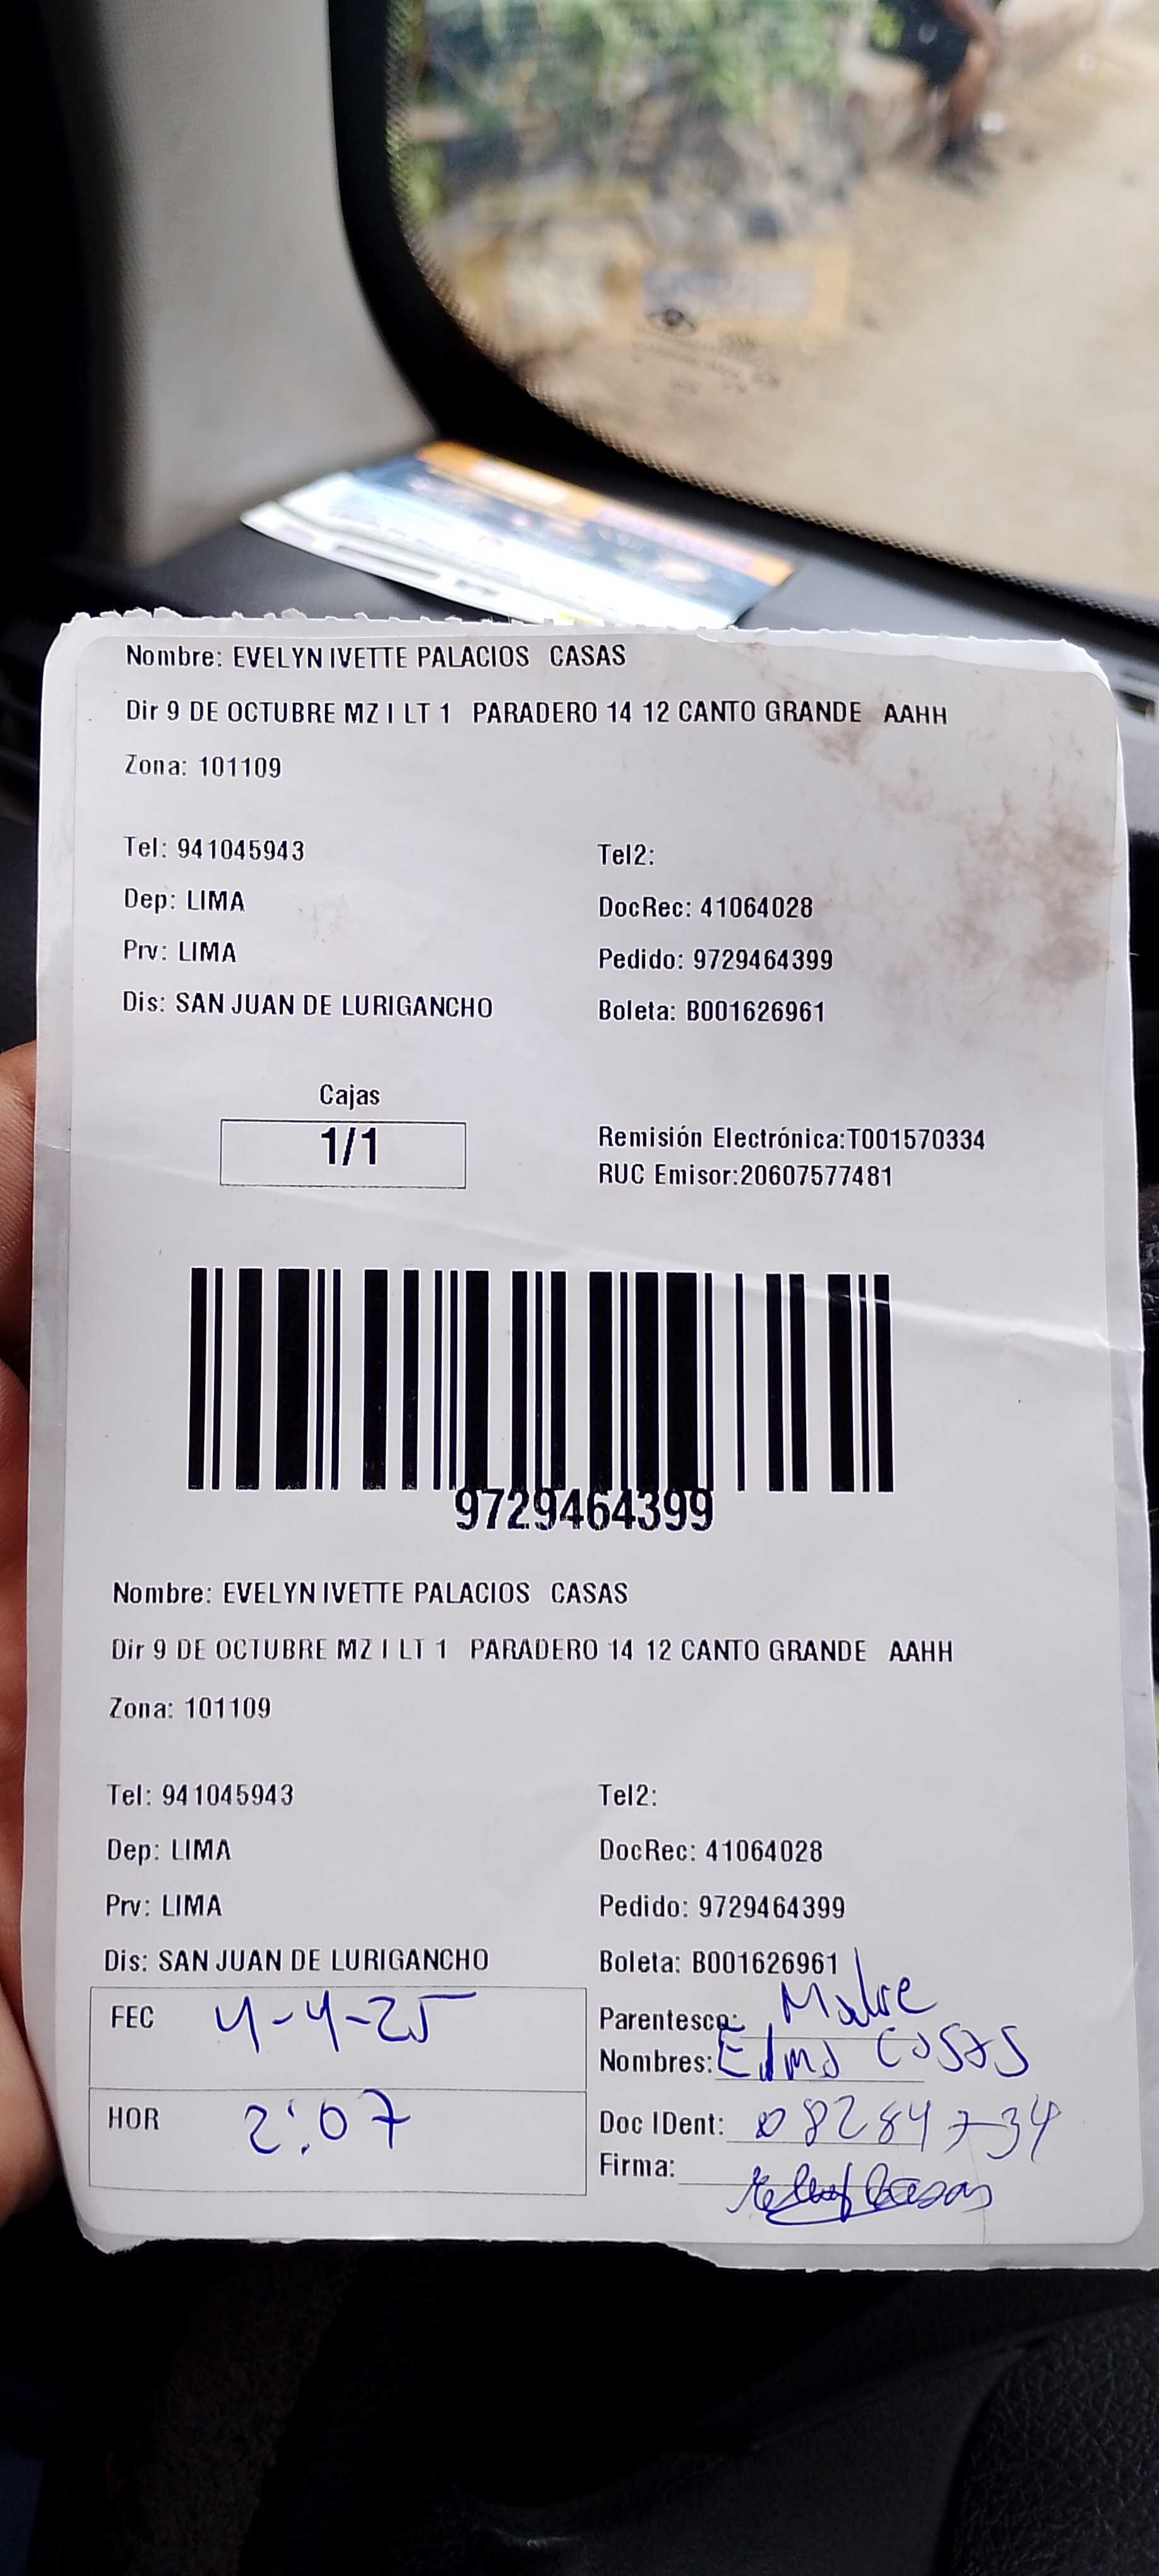 Nombre: EVELYN IVETTE PALACIOS CASAS
Dir 9 DE OCTUBRE MZ I LT 1 PARADERO 14 12 CANTO GRANDE AAHH
Zona: 101109
Tel: 941045943 Tel2:
Dep: LIMA DocRec: 41064028
Prv: LIMA Pedido: 9729464399
Dis: SAN JUAN DE LURIGANCHO Boleta: B001626961
Cajas
1/1
Remisión Electrónica:T001570334
RUC Emisor:20607577481
9729464399
Nombre: EVELYN IVETTE PALACIOS CASAS
Dir 9 DE OCTUBRE MZ I LT 1 PARADERO 14 12 CANTO GRANDE AAHH
Zona: 101109
Tel: 941045943 Tel2:
Dep: LIMA DocRec: 41064028
Prv: LIMA Pedido: 9729464399
Dis: SAN JUAN DE LURIGANCHO Boleta: B001626961
FEC 4-4-25
HOR 2:07
Parentesco: Madre
Nombres: Elma Casas
Doc IDent: 08284734
Firma: Casas